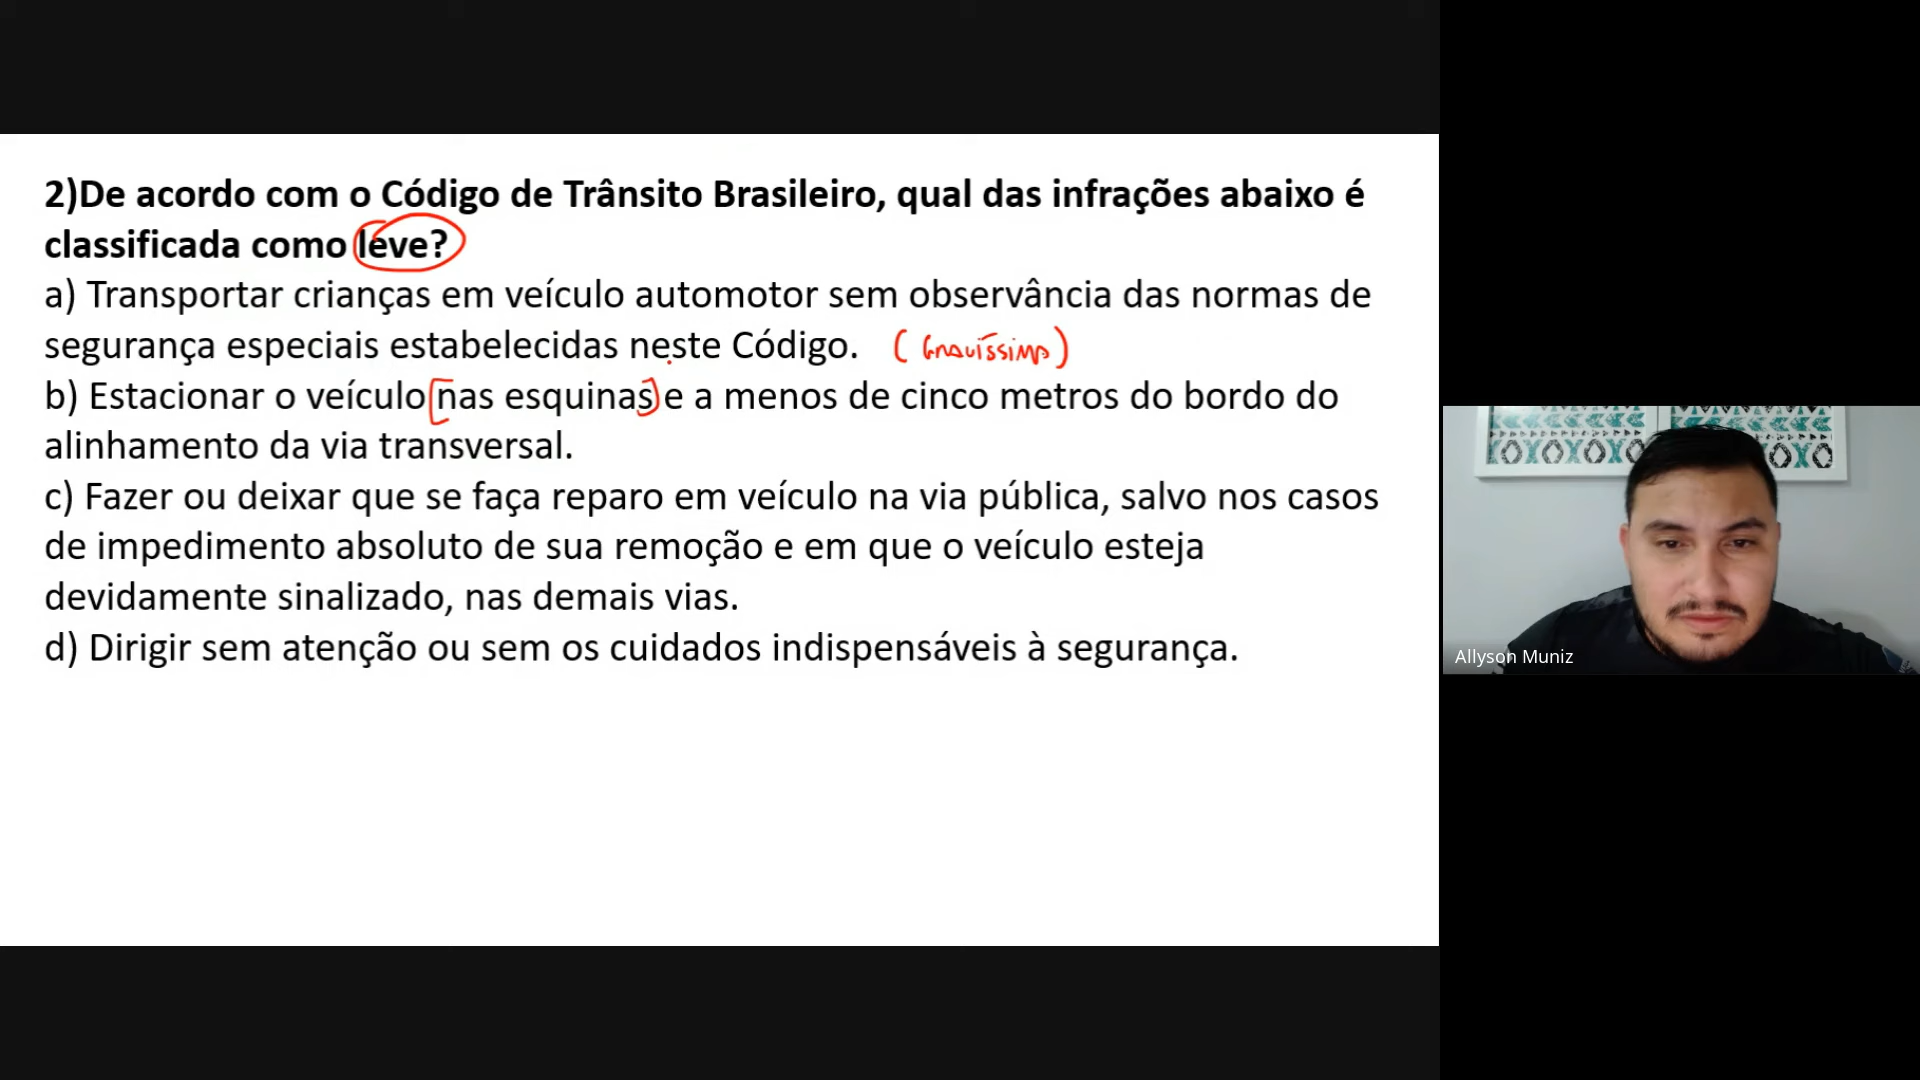 2)De acordo com o Código de Trânsito Brasileiro, qual das infrações abaixo é
classificada como leve?
a) Transportar crianças em veículo automotor sem observância das normas de
segurança especiais estabelecidas neste Código. (Gravíssima)
b) Estacionar o veículo nas esquinas e a menos de cinco metros do bordo do
alinhamento da via transversal.
c) Fazer ou deixar que se faça reparo em veículo na via pública, salvo nos casos
de impedimento absoluto de sua remoção e em que o veículo esteja
devidamente sinalizado, nas demais vias.
d) Dirigir sem atenção ou sem os cuidados indispensáveis à segurança.
Allyson Muniz